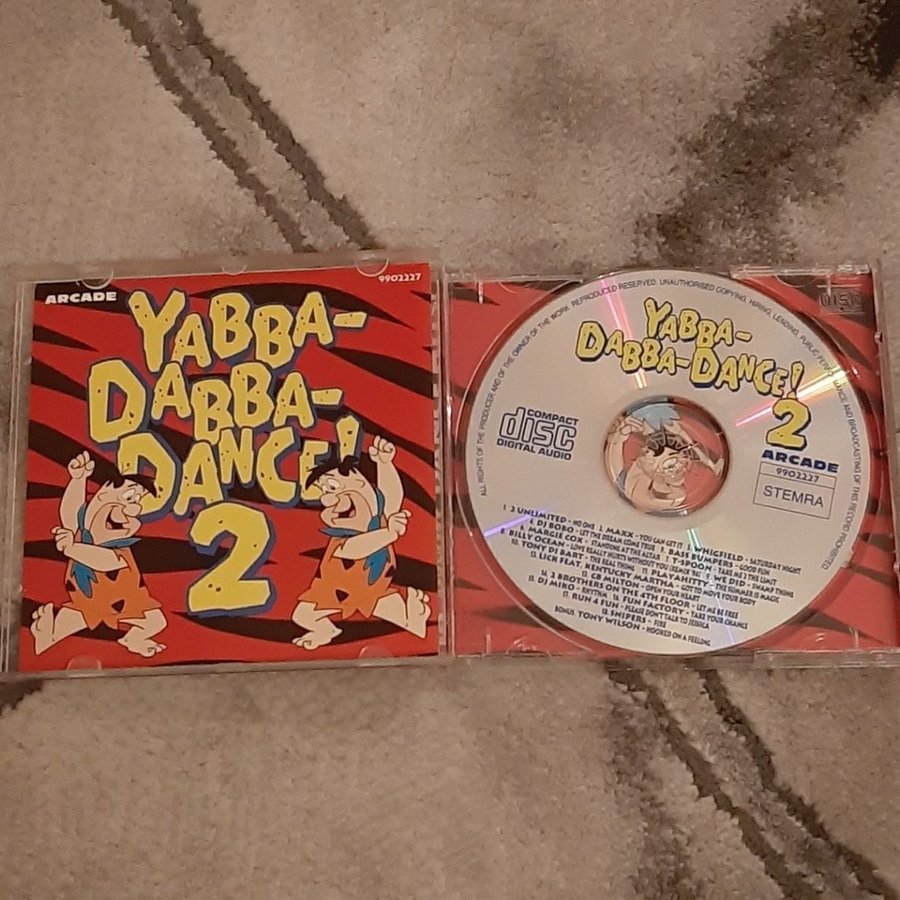 ARCADE
9902227
YABBA-
DABBA-
DANCE!
2
DISC
ALL RIGHTS OF THE PRODUCER AND OF THE OWNER OF THE WORK REPRODUCED RESERVED. UNAUTHORISED COPYING, HIRING, LENDING, PUBLIC PERFORMANCE AND BROADCASTING OF THIS RECORD PROHIBITED
YABBA-
DABBA-DANCE!
2
COMPACT
disc
DIGITAL AUDIO
ARCADE
9902227
STEMRA
1. 2 UNLIMITED - NO ONE 2. MAXX - YOU CAN GET IT 3. WHIGFIELD - SATURDAY NIGHT
4. DJ BOBO - LET THE DREAM COME TRUE 5. BASS BUMPERS - GOOD FUN
6. MARGIE COX - STANDING AT THE ALTAR 7. T-SPOON - TAKE ME 2 THE LIMIT
8. BILLY OCEAN - LOVE REALLY HURTS WITHOUT YOU
10. TONY DI BART - THE REAL THING 11. PLAYAHITTY - THE SUMMER IS MAGIC
12. LICK FEAT. KENTUCKY MARTHA - GOT TO MOVE YOUR BODY
13. CB MILTON - OPEN YOUR HEART
14. 2 BROTHERS ON THE 4TH FLOOR - LET ME BE FREE
15. DJ MIKO - RHYTHM 16. FUN FACTORY - TAKE YOUR CHANCE
17. RUN 4 FUN - PLEASE DON'T TALK TO JESSICA
18. SNIPERS - FIRE
BONUS: TONY WILSON - HOOKED ON A FEELING